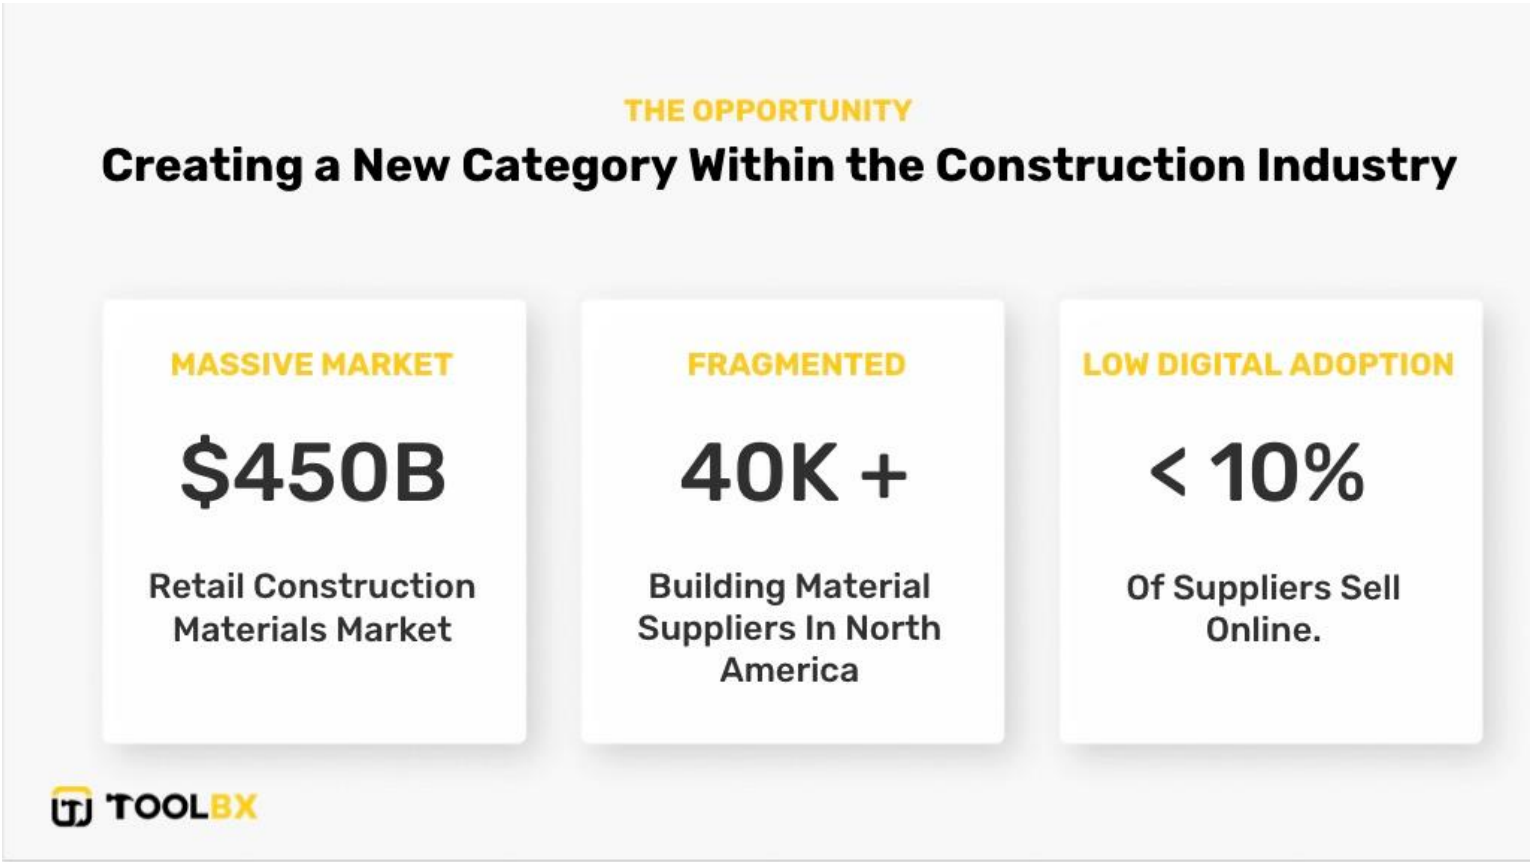 THE OPPORTUNITY
Creating a New Category Within the Construction Industry
MASSIVE MARKET
$450B
Retail Construction
Materials Market
FRAGMENTED
40K +
Building Material
Suppliers In North
America
LOW DIGITAL ADOPTION
< 10%
Of Suppliers Sell
Online.
TOOLBX